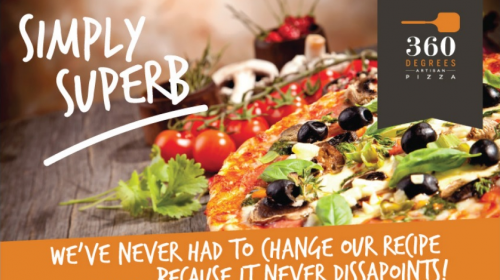 SIMPLY
SUPERB
360
DEGREES
ARTISAN
PIZZA
WE'VE NEVER HAD TO CHANGE OUR RECIPE
BECAUSE IT NEVER DISSAPOINTS!